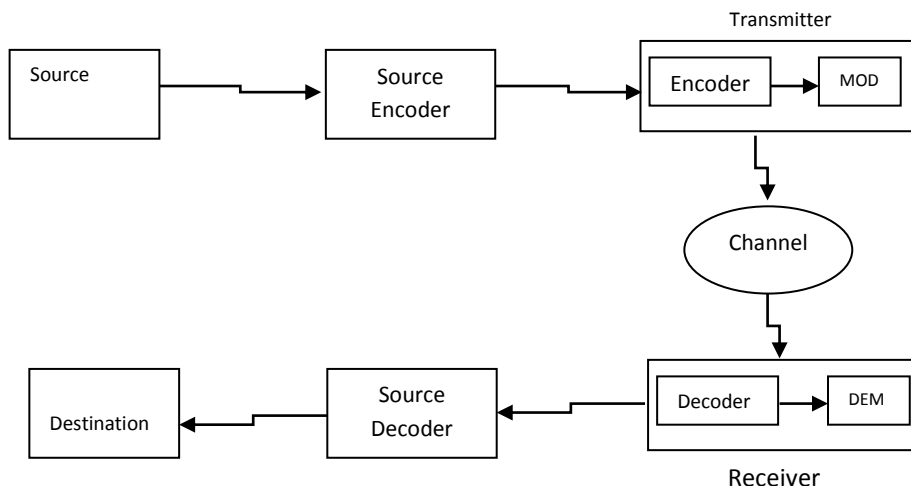 Transmitter
Source
Source
Encoder
Encoder
MOD
Channel
Destination
Source
Decoder
Decoder
DEM
Receiver